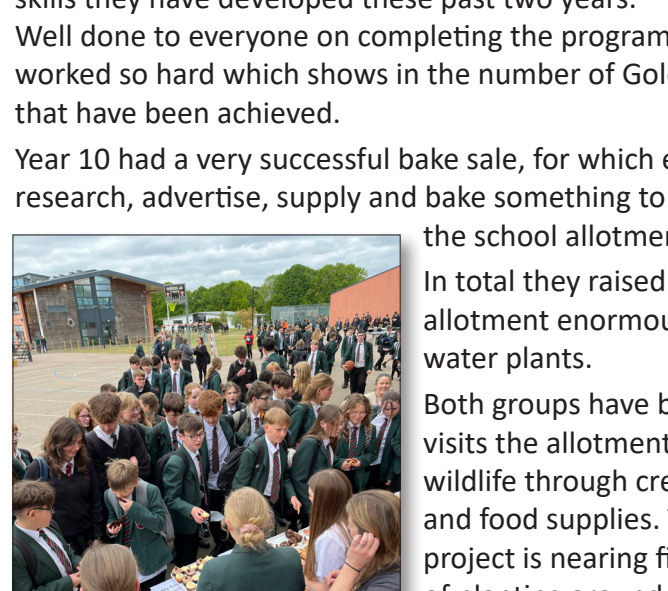 skills they have developed these past two years.
Well done to everyone on completing the program
worked so hard which shows in the number of Gol
that have been achieved.
Year 10 had a very successful bake sale, for which e
research, advertise, supply and bake something to
the school allotmen
In total they raised
allotment enormou
water plants.
Both groups have b
visits the allotment
wildlife through cre
and food supplies.
project is nearing fi
of planting around